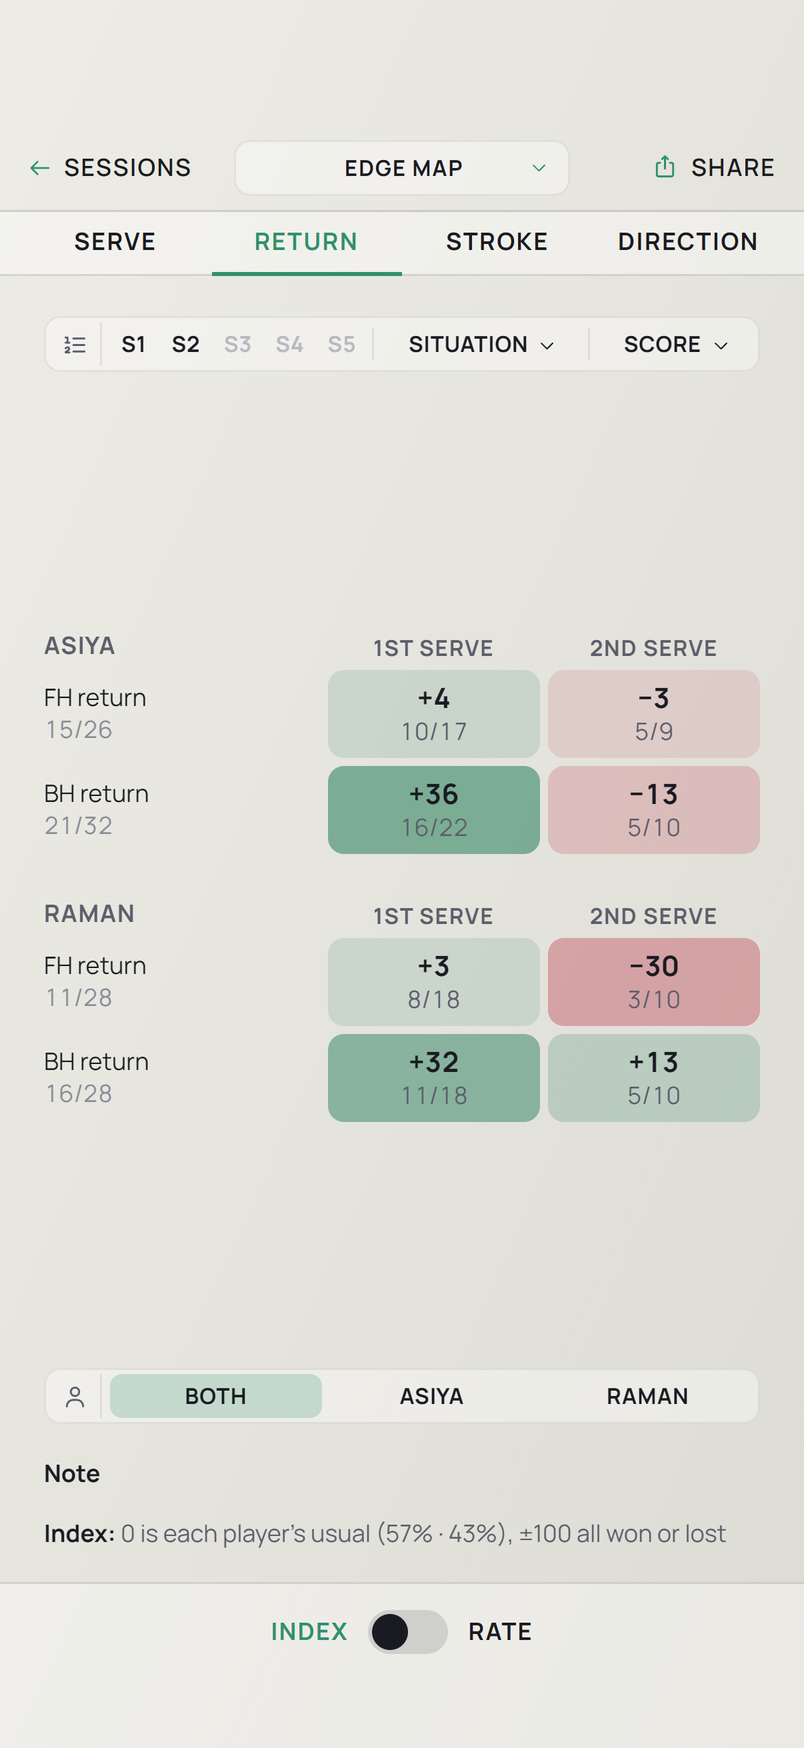 SESSIONS
EDGE MAP
SHARE
SERVE
RETURN
STROKE
DIRECTION
S1 S2 S3 S4 S5 SITUATION SCORE
ASIYA 1ST SERVE 2ND SERVE
FH return +4 −3
15/26 10/17 5/9
BH return +36 −13
21/32 16/22 5/10
RAMAN 1ST SERVE 2ND SERVE
FH return +3 −30
11/28 8/18 3/10
BH return +32 +13
16/28 11/18 5/10
BOTH ASIYA RAMAN
Note
Index: 0 is each player’s usual (57% · 43%), ±100 all won or lost
INDEX RATE